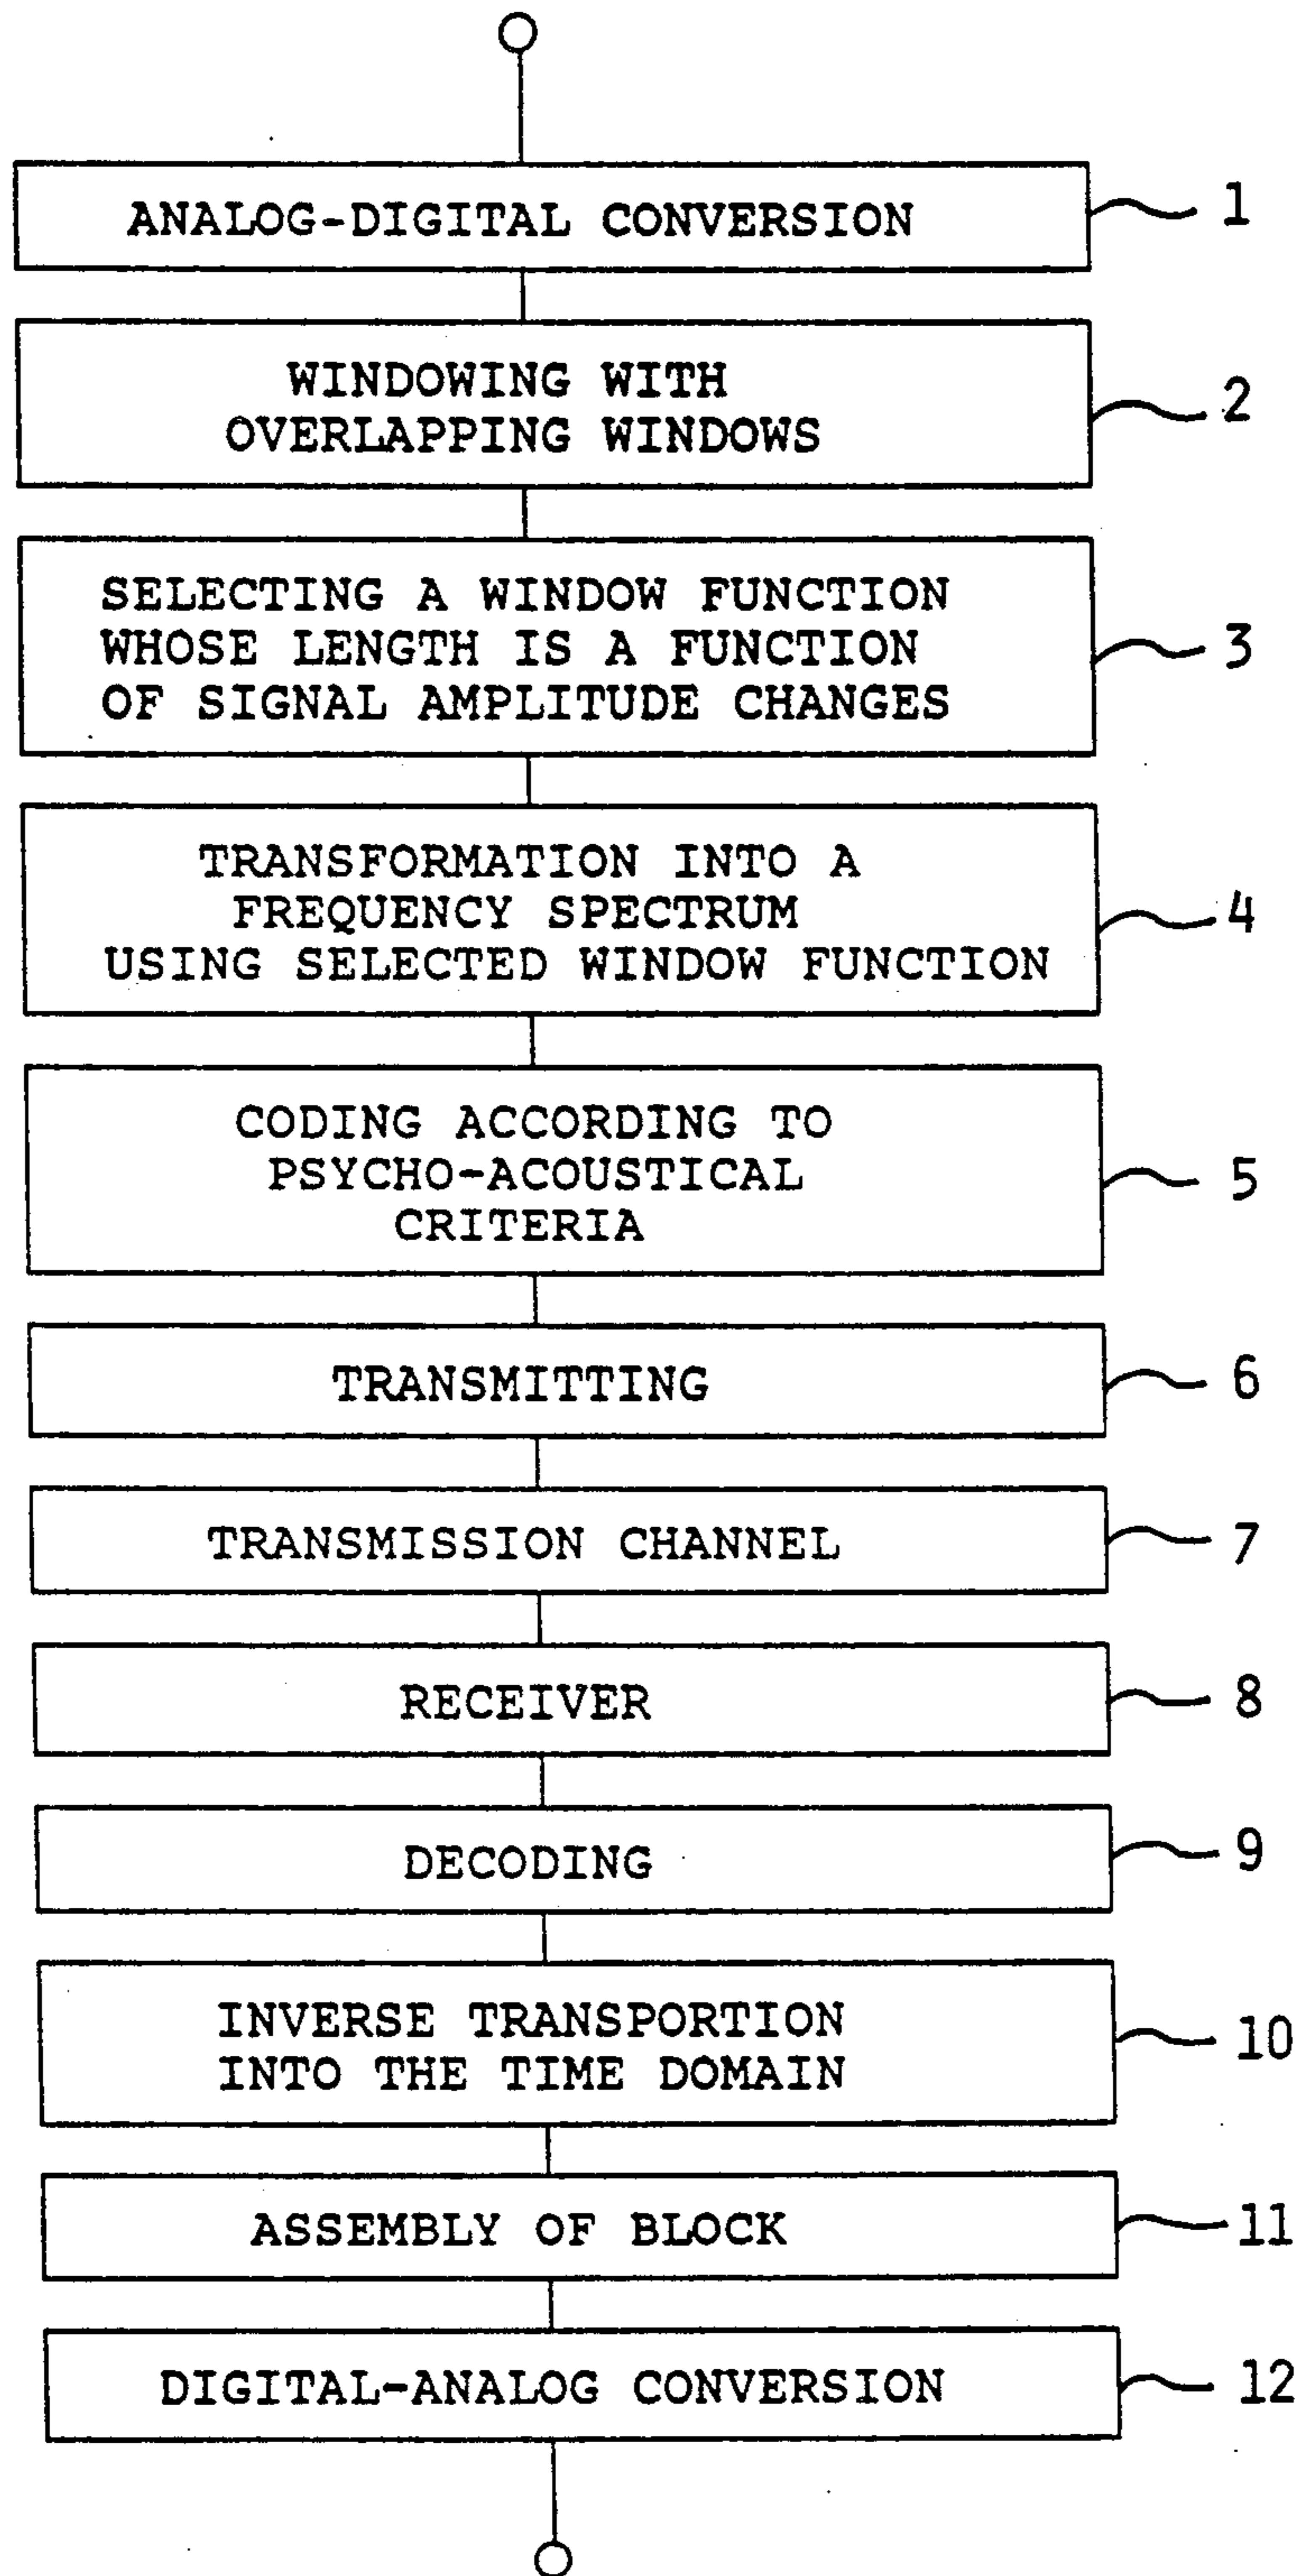 ANALOG-DIGITAL CONVERSION
1
WINDOWING WITH
OVERLAPPING WINDOWS
2
SELECTING A WINDOW FUNCTION
WHOSE LENGTH IS A FUNCTION
OF SIGNAL AMPLITUDE CHANGES
3
TRANSFORMATION INTO A
FREQUENCY SPECTRUM
USING SELECTED WINDOW FUNCTION
4
CODING ACCORDING TO
PSYCHO-ACOUSTICAL
CRITERIA
5
TRANSMITTING
6
TRANSMISSION CHANNEL
7
RECEIVER
8
DECODING
9
INVERSE TRANSPORTION
INTO THE TIME DOMAIN
10
ASSEMBLY OF BLOCK
11
DIGITAL-ANALOG CONVERSION
12